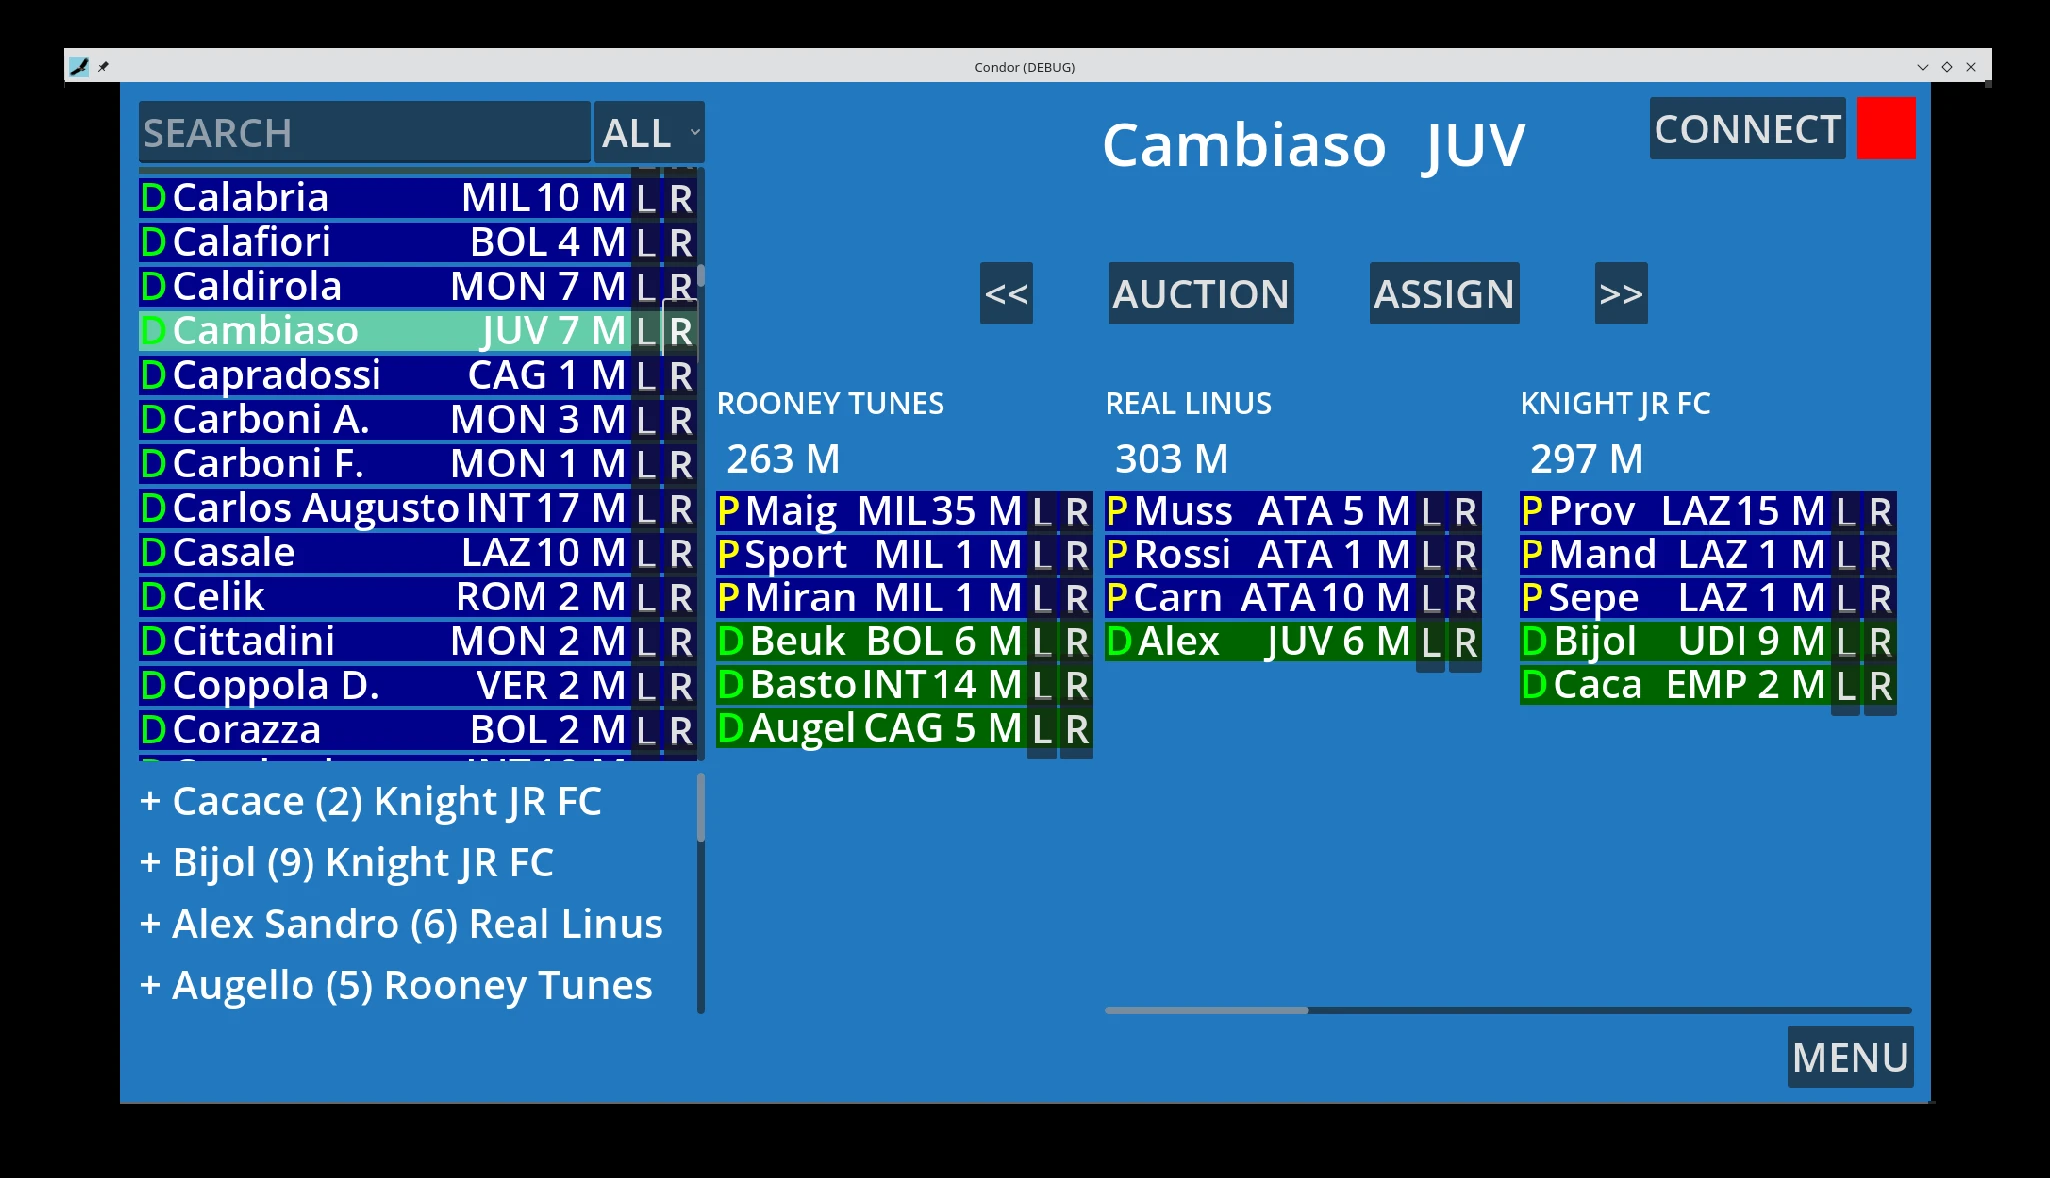 Condor (DEBUG)
SEARCH
ALL
Calabria MIL 10 M L R
D Calabria MIL 10 M L R
D Calafiori BOL 4 M L R
D Caldirola MON 7 M L R
D Cambiaso JUV 7 M L R
D Capradossi CAG 1 M L R
D Carboni A. MON 3 M L R
D Carboni F. MON 1 M L R
D Carlos Augusto INT 17 M L R
D Casale LAZ 10 M L R
D Celik ROM 2 M L R
D Cittadini MON 2 M L R
D Coppola D. VER 2 M L R
D Corazza BOL 2 M L R
+ Cacace (2) Knight JR FC
+ Bijol (9) Knight JR FC
+ Alex Sandro (6) Real Linus
+ Augello (5) Rooney Tunes
Cambiaso JUV
CONNECT
<<
AUCTION
ASSIGN
>>
ROONEY TUNES
263 M
P Maig MIL 35 M L R
P Sport MIL 1 M L R
P Miran MIL 1 M L R
D Beuk BOL 6 M L R
D Basto INT 14 M L R
D Augel CAG 5 M L R
REAL LINUS
303 M
P Muss ATA 5 M L R
P Rossi ATA 1 M L R
P Carn ATA 10 M L R
D Alex JUV 6 M L R
KNIGHT JR FC
297 M
P Prov LAZ 15 M L R
P Mand LAZ 1 M L R
P Sepe LAZ 1 M L R
D Bijol UDI 9 M L R
D Caca EMP 2 M L R
MENU